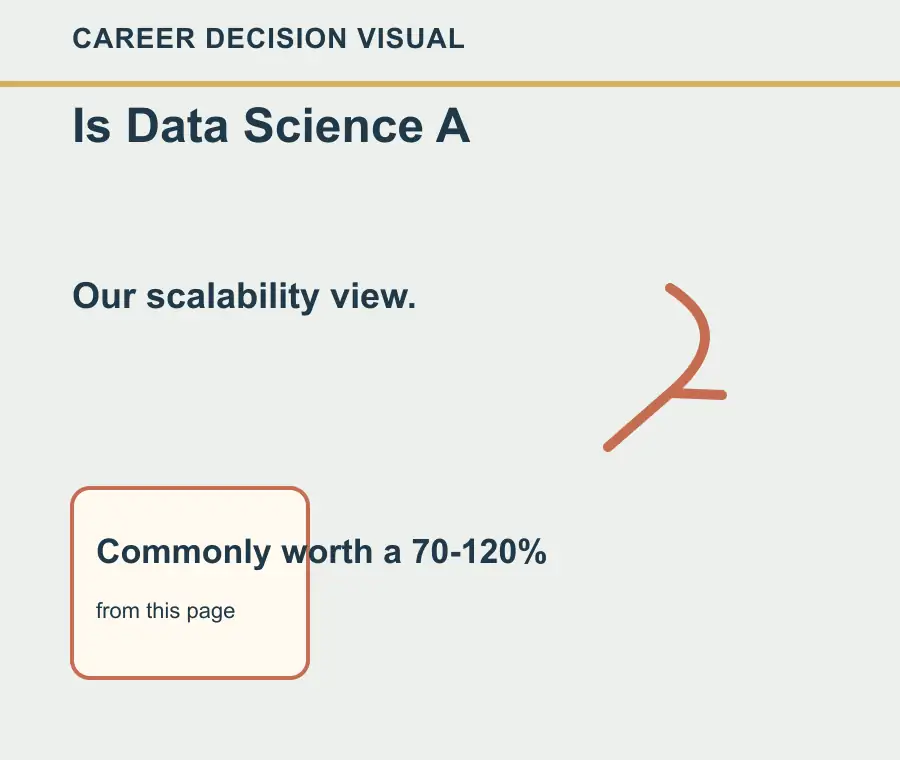 CAREER DECISION VISUAL
Is Data Science A
Our scalability view.
Commonly worth a 70-120%
from this page